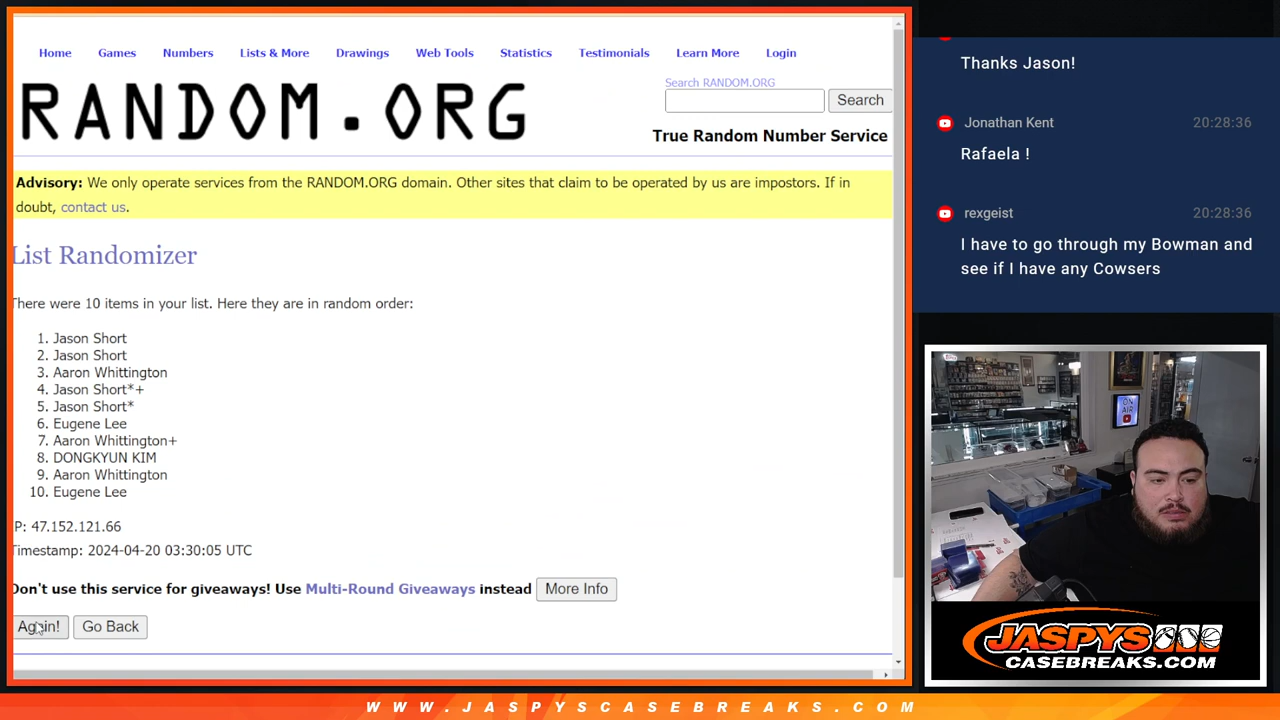 Home Games Numbers Lists & More Drawings Web Tools Statistics Testimonials Learn More Login
RANDOM.ORG
Search RANDOM.ORG
Search
True Random Number Service
Advisory: We only operate services from the RANDOM.ORG domain. Other sites that claim to be operated by us are impostors. If in
doubt, contact us.
List Randomizer
There were 10 items in your list. Here they are in random order:
1. Jason Short
2. Jason Short
3. Aaron Whittington
4. Jason Short*+
5. Jason Short*
6. Eugene Lee
7. Aaron Whittington+
8. DONGKYUN KIM
9. Aaron Whittington
10. Eugene Lee
IP: 47.152.121.66
Timestamp: 2024-04-20 03:30:05 UTC
Don't use this service for giveaways! Use Multi-Round Giveaways instead More Info
Again! Go Back
Thanks Jason!
Jonathan Kent 20:28:36
Rafaela !
rexgeist 20:28:36
I have to go through my Bowman and
see if I have any Cowsers
ON
AIR
JASPYS
CASEBREAKS.COM
WWW.JASPYSCASEBREAKS.COM